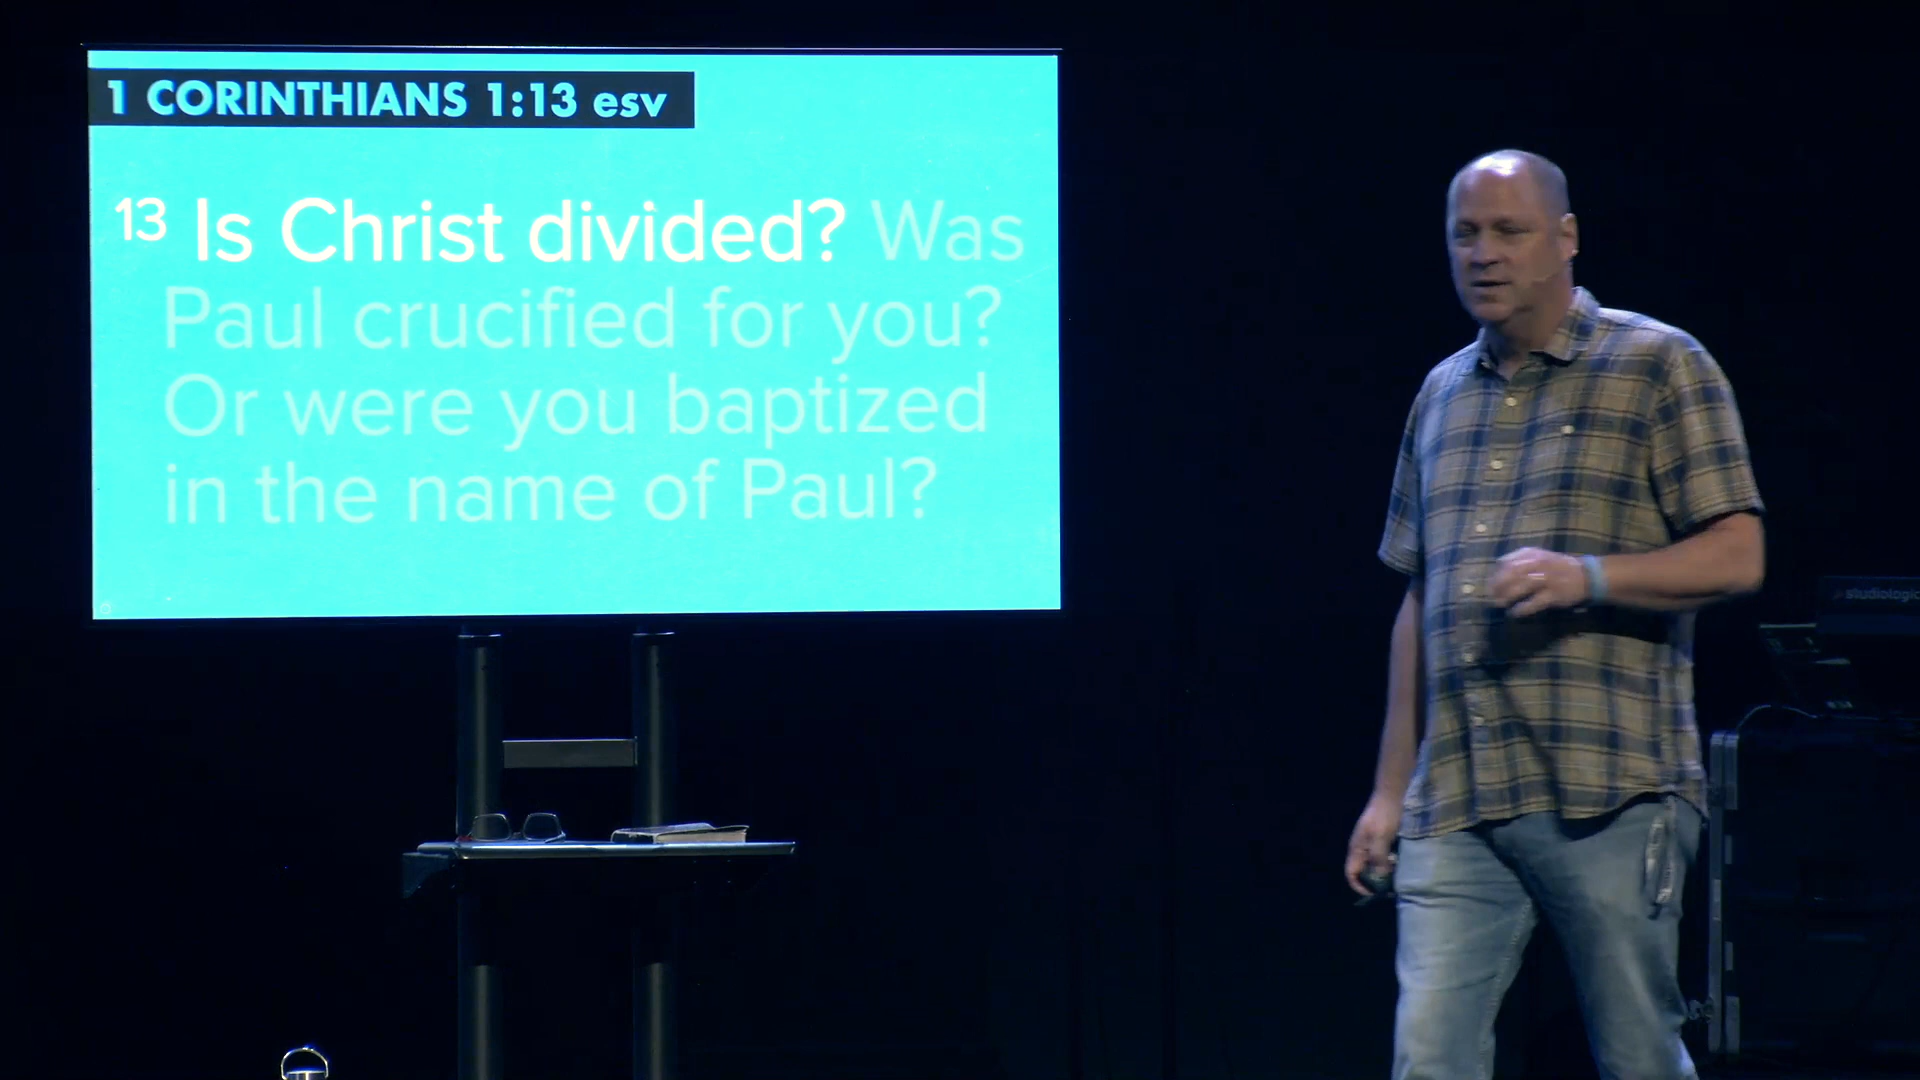 1 CORINTHIANS 1:13 esv
13 Is Christ divided? Was
Paul crucified for you?
Or were you baptized
in the name of Paul?
studiologic